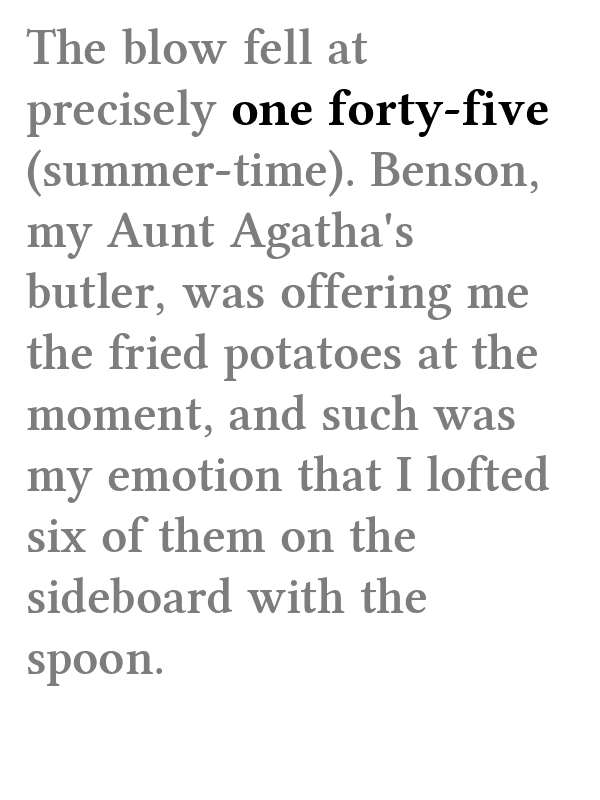 The blow fell at
precisely one forty-five
(summer-time). Benson,
my Aunt Agatha's
butler, was offering me
the fried potatoes at the
moment, and such was
my emotion that I lofted
six of them on the
sideboard with the
spoon.